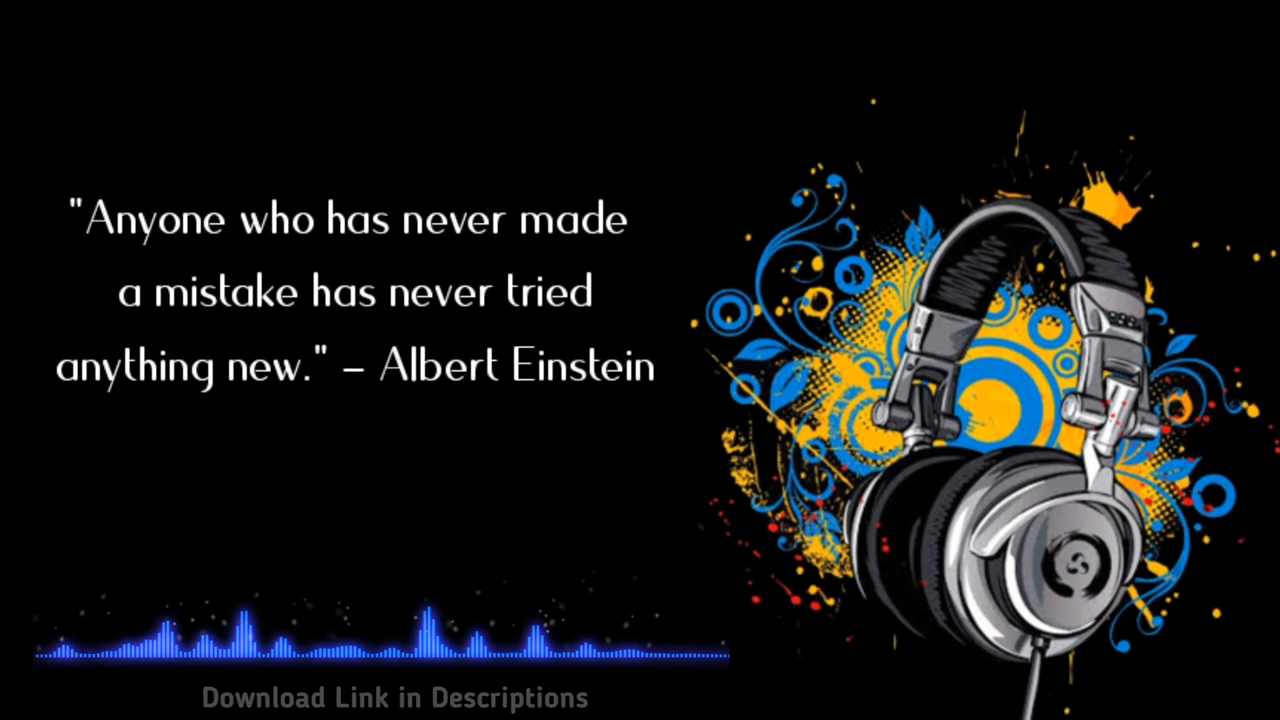 "Anyone who has never made
a mistake has never tried
anything new." – Albert Einstein
Download Link in Descriptions